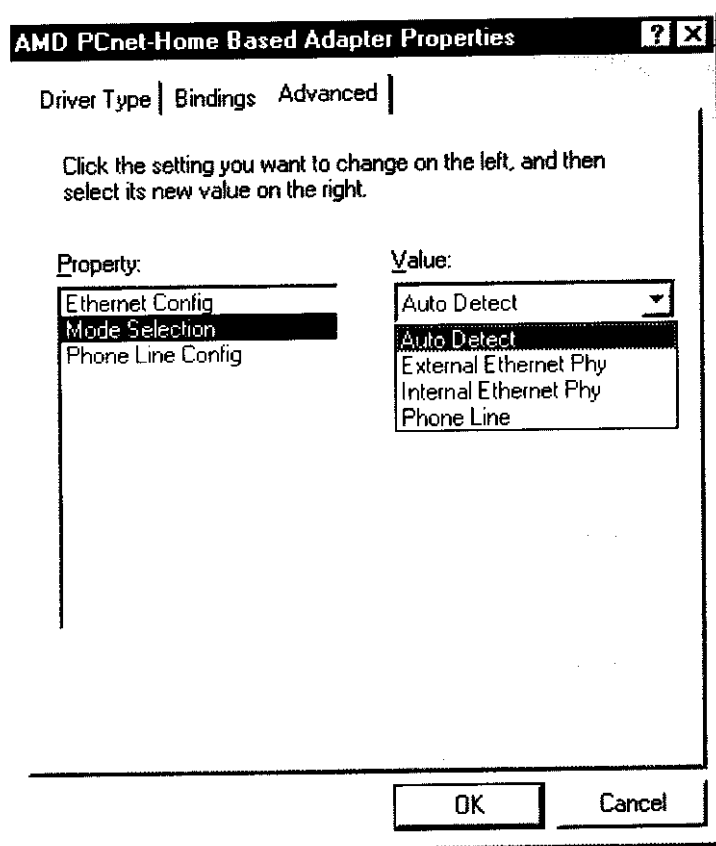 AMD PCnet-Home Based Adapter Properties ? X
Driver Type Bindings Advanced
Click the setting you want to change on the left, and then
select its new value on the right.
Property: Value:
Ethernet Config Auto Detect
Mode Selection Auto Detect
Phone Line Config External Ethernet Phy
Internal Ethernet Phy
Phone Line
OK Cancel